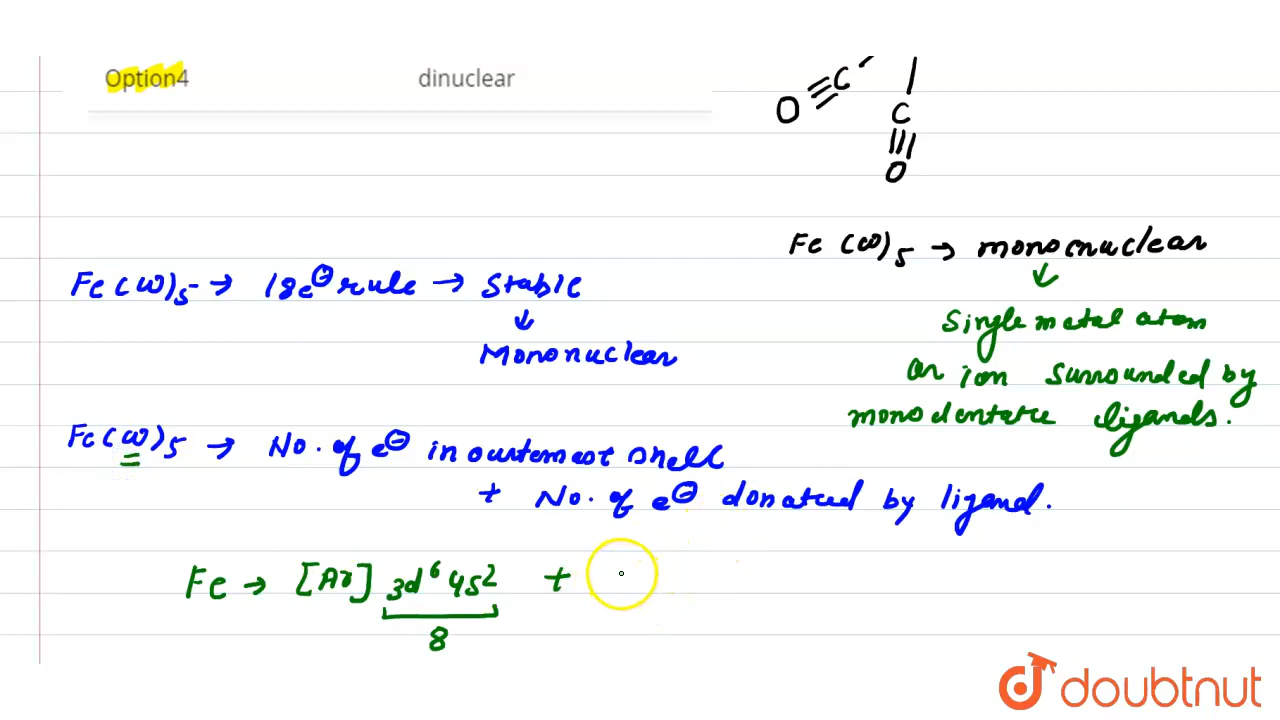 Option4 dinuclear
O≡C
C
|||
O
Fe(CO)5 → mononuclear
↓
Single metal atom
or ion surrounded by
monodentate ligands.
Fe(CO)5 → 18e⊖ rule → Stable
↓
Mononuclear
Fe(CO)5 → No. of e⊖ in outermost shell
+ No. of e⊖ donated by ligand.
Fe → [Ar] 3d⁶ 4s² +
8
doubtnut